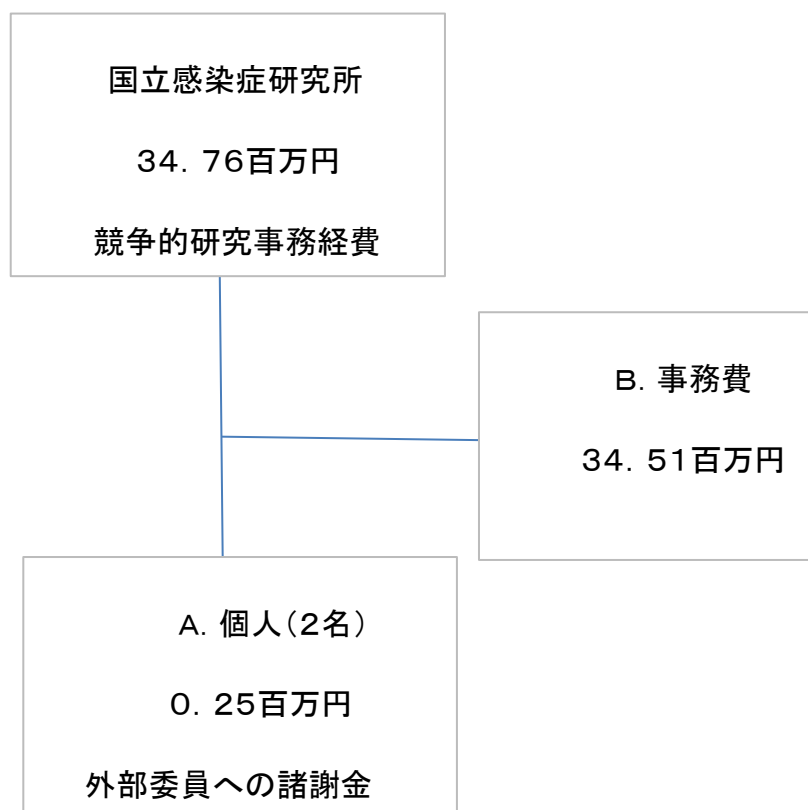 国立感染症研究所
34．76百万円
競争的研究事務経費
B．事務費
34．51百万円
A．個人（2名）
0．25百万円
外部委員への諸謝金